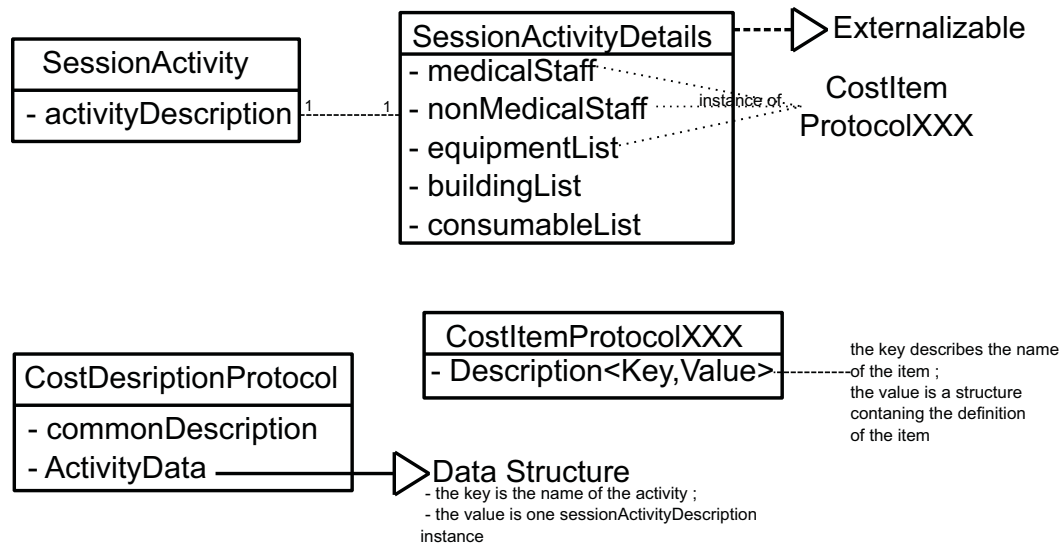 SessionActivity
- activityDescription
1
1
SessionActivityDetails
- medicalStaff
- nonMedicalStaff
- equipmentList
- buildingList
- consumableList
Externalizable
instance of
CostItem
ProtocolXXX
CostDesriptionProtocol
- commonDescription
- ActivityData
CostItemProtocolXXX
- Description<Key,Value>
the key describes the name
of the item ;
the value is a structure
contaning the definition
of the item
Data Structure
- the key is the name of the activity ;
- the value is one sessionActivityDescription
instance